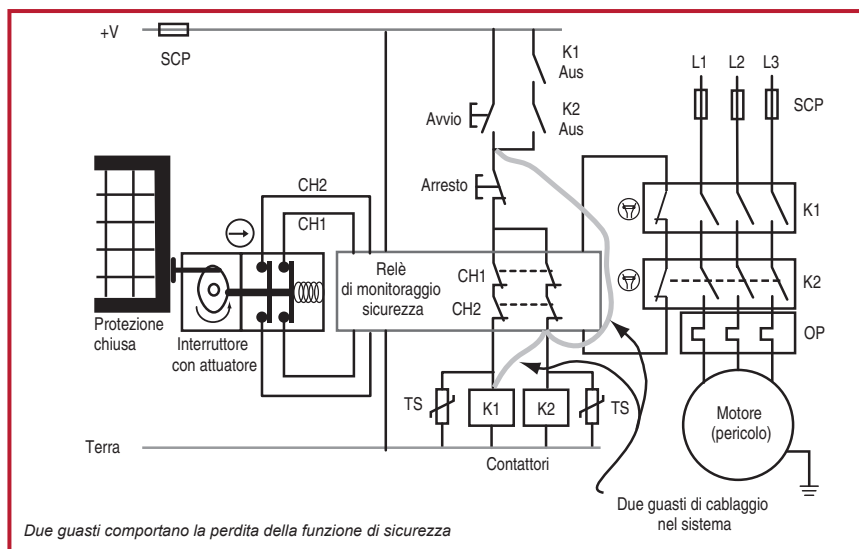 +V
SCP
K1
Aus
L1 L2 L3
SCP
Avvio
K2
Aus
CH2
Arresto
CH1
K1
Relè
di monitoraggio
sicurezza
CH1
CH2
K2
Protezione
chiusa
Interruttore
con attuatore
OP
TS
K1
K2
TS
Motore
(pericolo)
Terra
Contattori
Due guasti di cablaggio
nel sistema
Due guasti comportano la perdita della funzione di sicurezza